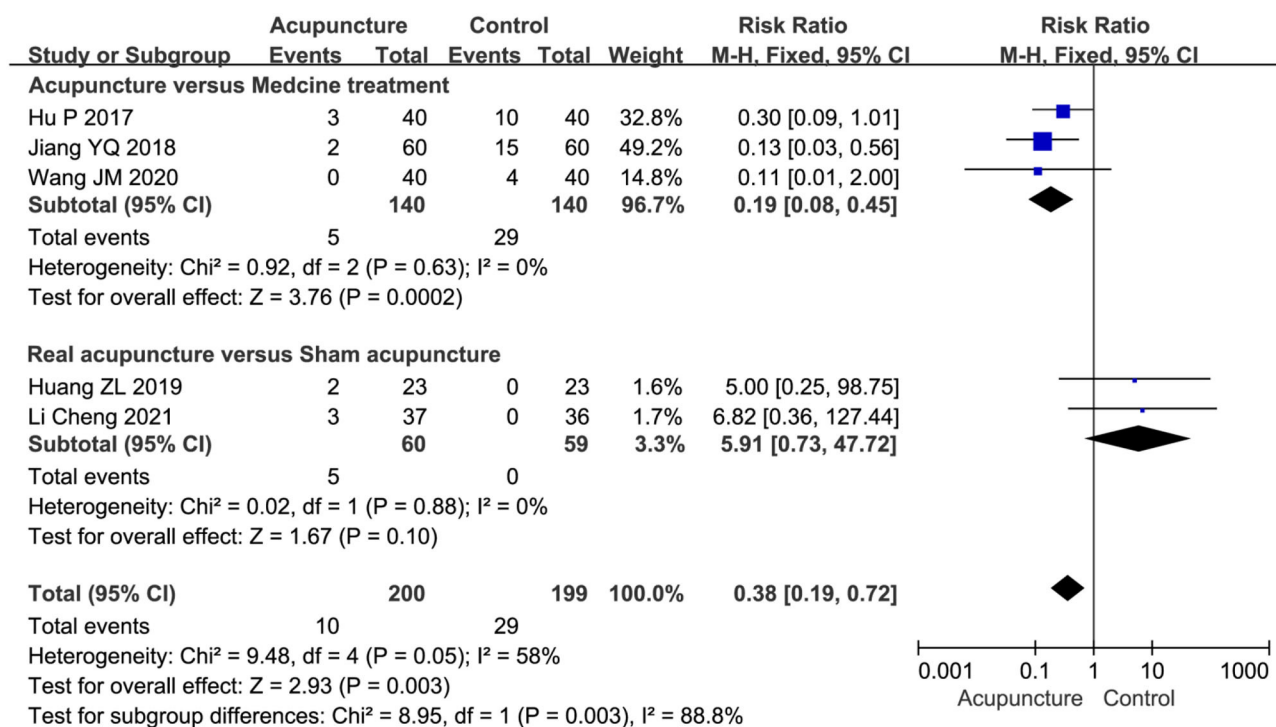 Acupuncture Control Risk Ratio Risk Ratio
Study or Subgroup Events Total Events Total Weight M-H, Fixed, 95% CI M-H, Fixed, 95% CI
Acupuncture versus Medcine treatment
Hu P 2017 3 40 10 40 32.8% 0.30 [0.09, 1.01]
Jiang YQ 2018 2 60 15 60 49.2% 0.13 [0.03, 0.56]
Wang JM 2020 0 40 4 40 14.8% 0.11 [0.01, 2.00]
Subtotal (95% CI) 140 140 96.7% 0.19 [0.08, 0.45]
Total events 5 29
Heterogeneity: Chi² = 0.92, df = 2 (P = 0.63); I² = 0%
Test for overall effect: Z = 3.76 (P = 0.0002)
Real acupuncture versus Sham acupuncture
Huang ZL 2019 2 23 0 23 1.6% 5.00 [0.25, 98.75]
Li Cheng 2021 3 37 0 36 1.7% 6.82 [0.36, 127.44]
Subtotal (95% CI) 60 59 3.3% 5.91 [0.73, 47.72]
Total events 5 0
Heterogeneity: Chi² = 0.02, df = 1 (P = 0.88); I² = 0%
Test for overall effect: Z = 1.67 (P = 0.10)
Total (95% CI) 200 199 100.0% 0.38 [0.19, 0.72]
Total events 10 29
Heterogeneity: Chi² = 9.48, df = 4 (P = 0.05); I² = 58%
Test for overall effect: Z = 2.93 (P = 0.003)
Test for subgroup differences: Chi² = 8.95, df = 1 (P = 0.003), I² = 88.8%
0.001 0.1 1 10 1000
Acupuncture Control